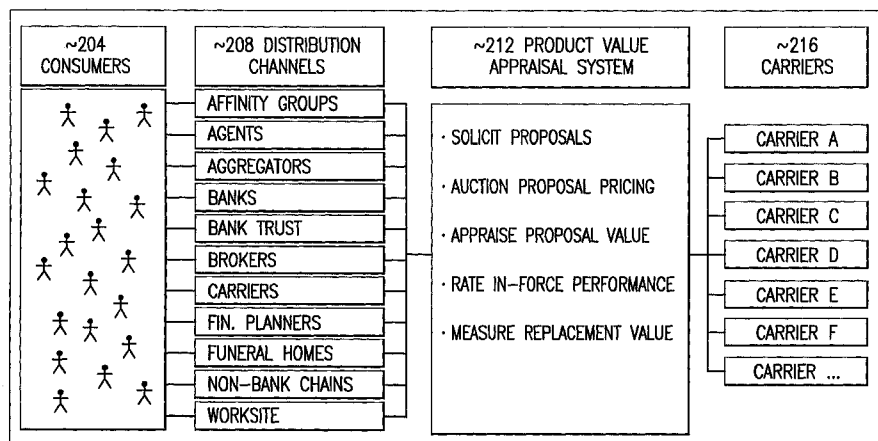 ~204
CONSUMERS
~208 DISTRIBUTION
CHANNELS
AFFINITY GROUPS
AGENTS
AGGREGATORS
BANKS
BANK TRUST
BROKERS
CARRIERS
FIN. PLANNERS
FUNERAL HOMES
NON-BANK CHAINS
WORKSITE
~212 PRODUCT VALUE
APPRAISAL SYSTEM
· SOLICIT PROPOSALS
· AUCTION PROPOSAL PRICING
· APPRAISE PROPOSAL VALUE
· RATE IN-FORCE PERFORMANCE
· MEASURE REPLACEMENT VALUE
~216
CARRIERS
CARRIER A
CARRIER B
CARRIER C
CARRIER D
CARRIER E
CARRIER F
CARRIER ...